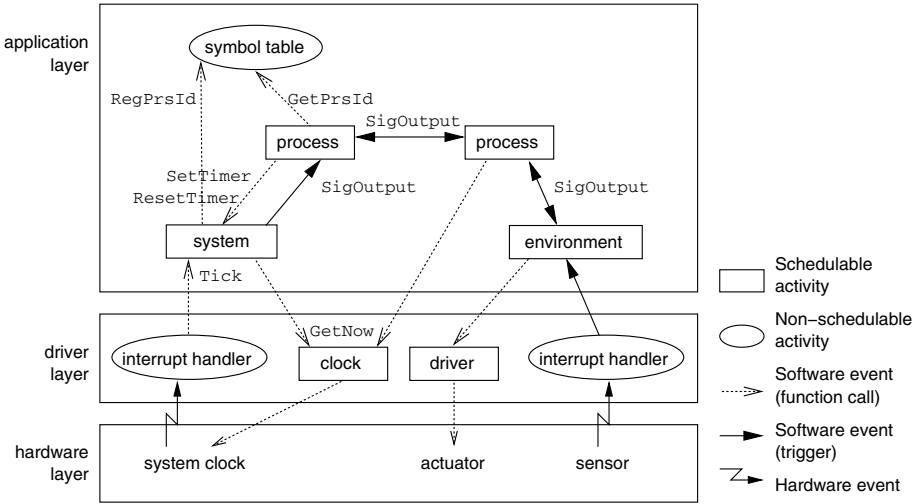 application
layer
symbol table
RegPrsId
GetPrsId
SigOutput
process
process
SetTimer
ResetTimer
SigOutput
SigOutput
system
environment
Tick
GetNow
driver
layer
interrupt handler
clock
driver
interrupt handler
hardware
layer
system clock
actuator
sensor
Schedulable
activity
Non−schedulable
activity
Software event
(function call)
Software event
(trigger)
Hardware event